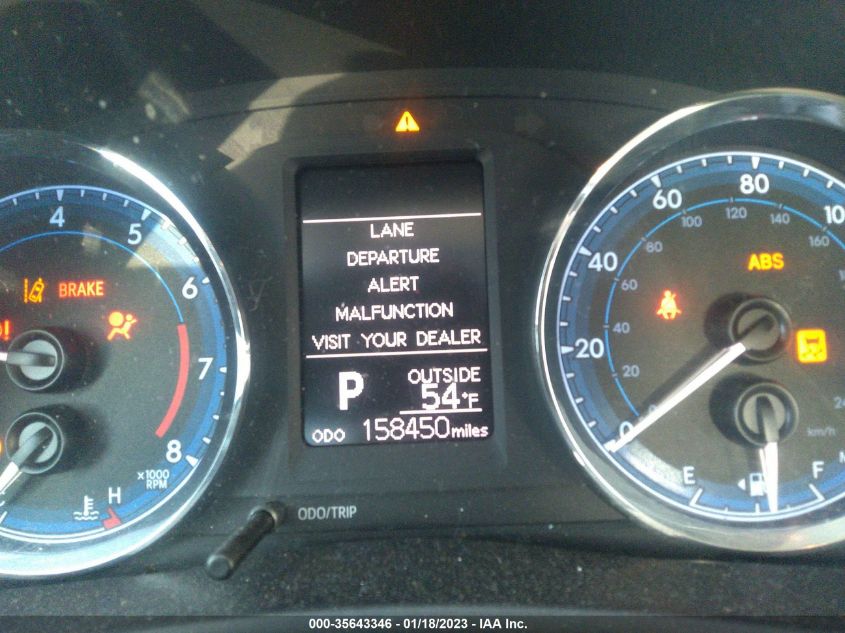 LANE
DEPARTURE
ALERT
MALFUNCTION
VISIT YOUR DEALER
P OUTSIDE
54°F
ODO 158450 miles
4 5 6 7 8
BRAKE
x1000
RPM
H
ODO/TRIP
0 20 40 60 80
20 40 60 80 100 120 140 160
ABS
km/h
E F
000-35643346 - 01/18/2023 - IAA Inc.